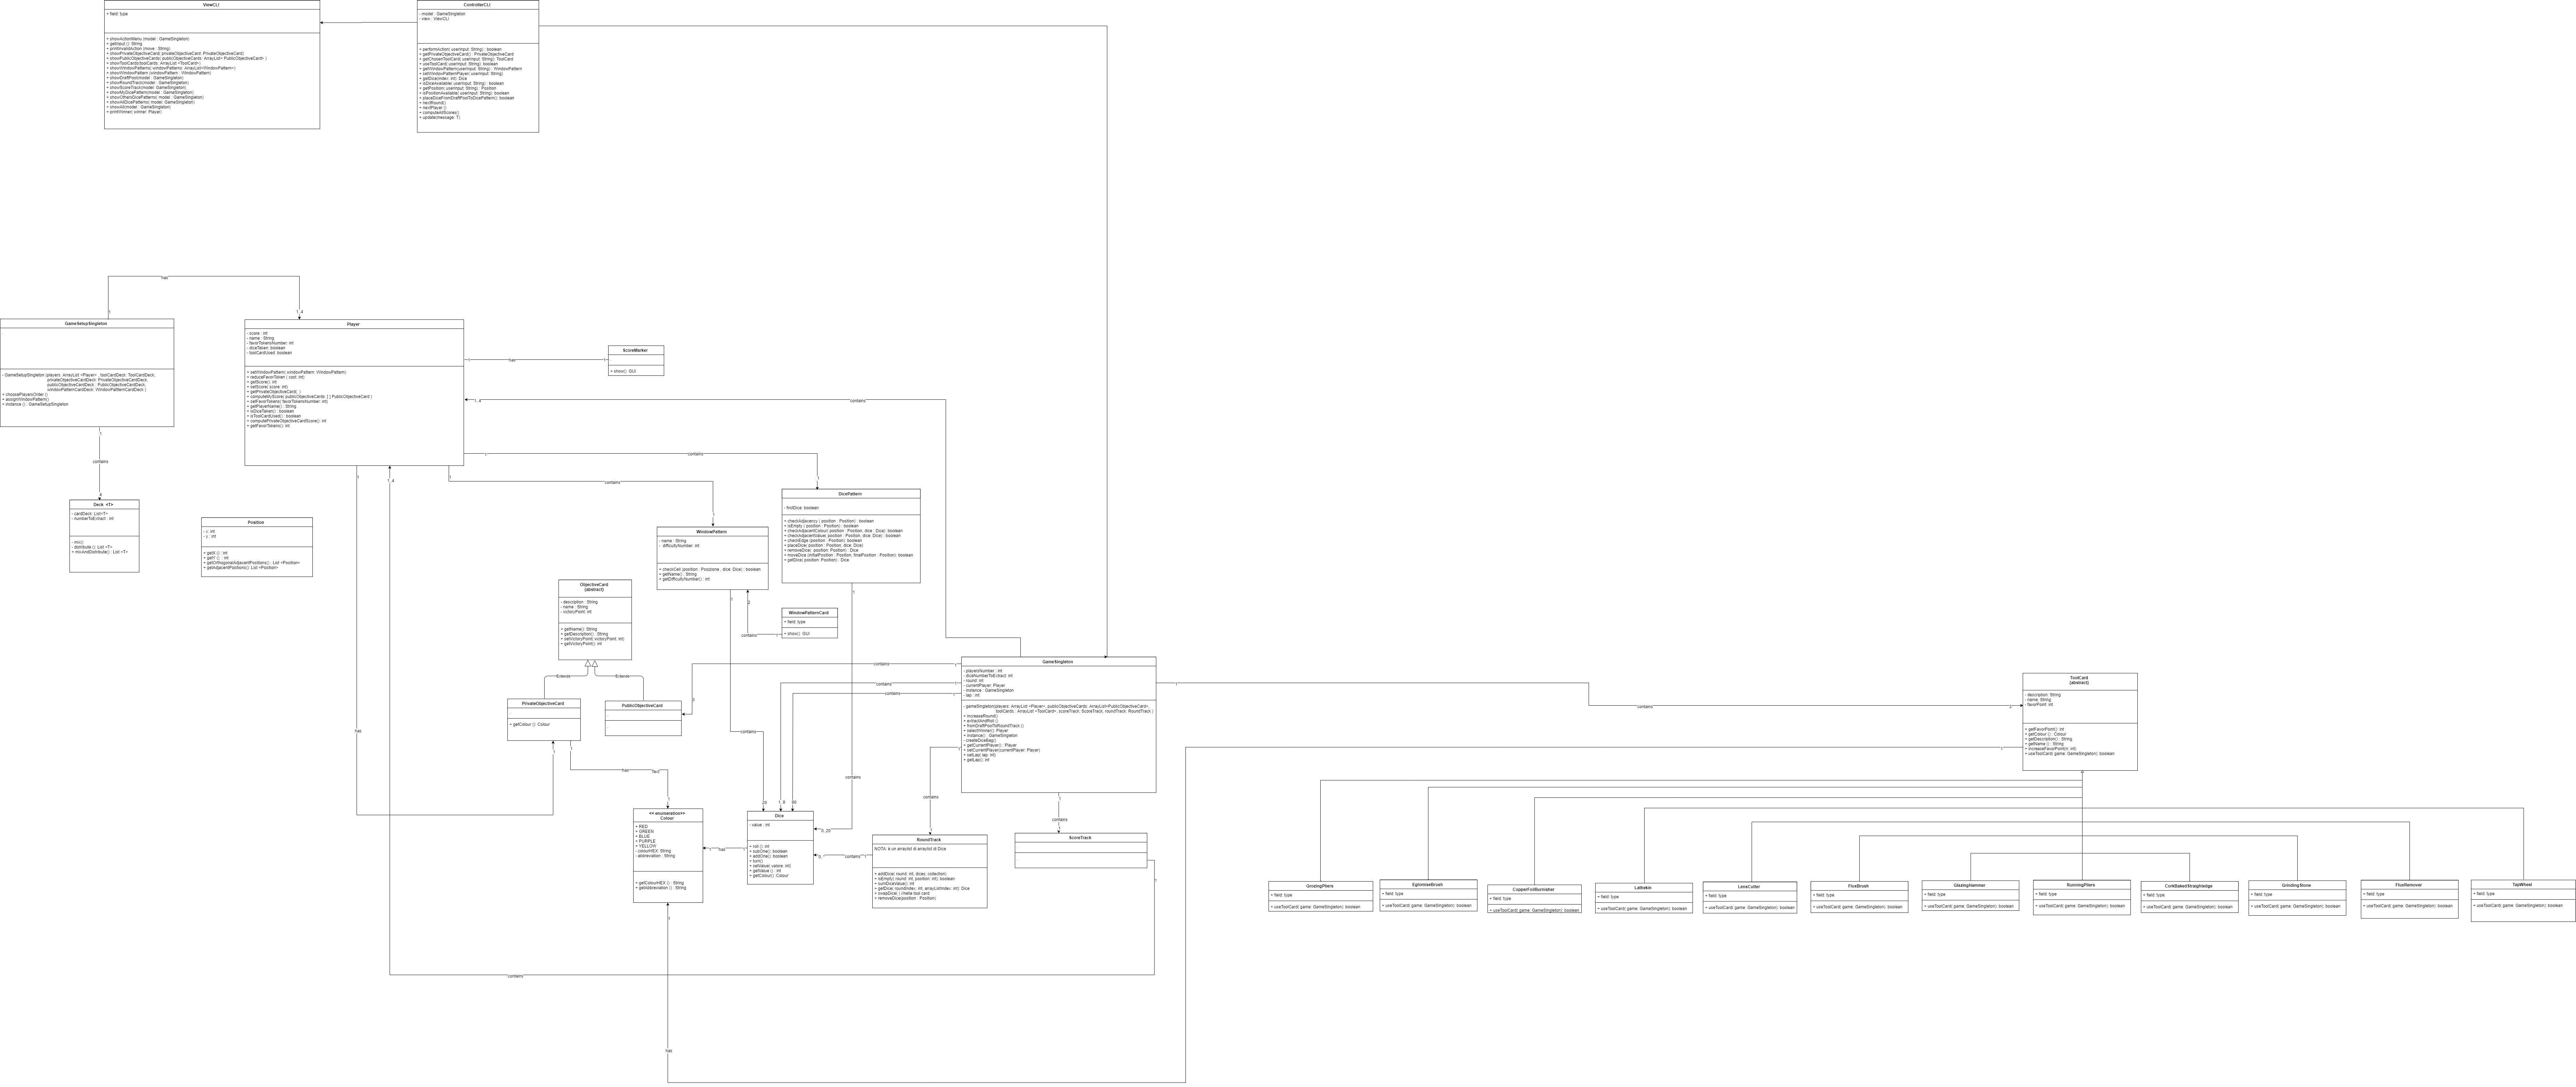 ViewCLI
+ field: type
+ showActionMenu (model : GameSingleton)
+ getInput (): String
+ printInvalidAction (move : String)
+ showPrivateObjectiveCard( privateObjectiveCard: PrivateObjectiveCard)
+ showPublicObjectiveCards( publicObjectiveCards: ArrayList< PublicObjectiveCard> )
+ showToolCards(toolCards: ArrayList <ToolCard>)
+ showWindowPatterns( windowPatterns: ArrayList<WindowPattern>)
+ showWindowPattern (windowPattern : WindowPattern)
+ showDraftPool(model : GameSingleton)
+ showRoundTrack(model : GameSingleton)
+ showScoreTrack(model: GameSingleton)
+ showMyDicePattern(model : GameSingleton)
+ showOthersDicePatterns( model : GameSingleton)
+ showAllDicePatterns( model: GameSingleton)
+ showAll(model : GameSingleton)
+ printWinner( winner: Player)
ControllerCLI
- model : GameSingleton
- view : ViewCLI
+ performAction( userInput: String) : boolean
+ getPrivateObjectiveCard() : PrivateObjectiveCard
+ getChosenToolCard( userInput: String): ToolCard
+ useToolCard( userInput: String): boolean
+ getWindowPattern(userInput: String) : WindowPattern
+ setWindowPatternPlayer( userInput: String)
+ getDice(index: int): Dice
+ isDiceAvailable( userInput: String) : boolean
+ getPosition( userInput: String) : Position
+ isPositionAvailable( userInput: String): boolean
+ placeDiceFromDraftPoolToDicePattern(): boolean
+ nextRound()
+ nextPlayer ()
+ computeAllScores()
+ update(message: T)
has
1
1..4
GameSetupSingleton
- GameSetupSingleton (players: ArrayList <Player> , toolCardDeck: ToolCardDeck,
privateObjectiveCardDeck: PrivateObjectiveCardDeck,
publicObjectiveCardDeck : PublicObjectiveCardDeck,
windowPatternCardDeck: WindowPatternCardDeck )
+ choosePlayersOrder ()
+ assignWindowPattern()
+ instance () : GameSetupSingleton
Player
- score : int
- name : String
- favorTokensNumber: int
- diceTaken: boolean
- toolCardUsed: boolean
+ setWindowPattern( windowPattern: WindowPattern)
+ reduceFavorToken ( cost: int)
+ getScore(): int
+ setScore( score: int)
+ getPrivateObjectiveCard( )
+ computeMyScore( publicObjectiveCards: [ ] PublicObjectiveCard )
+ setFavorTokens( favorTokensNumber: int)
+ getPlayerName() : String
+ isDiceTaken() : boolean
+ isToolCardUsed() : boolean
+ computePrivateObjectiveCardScore(): int
+ getFavorTokens(): int
1
has
1
ScoreMarker
+ show(): GUI
1..4
contains
1
contains
1
1
contains
1
1
contains
4
1
1..4
Deck <T>
- cardDeck: List<T>
- numberToExtract : int
- mix()
- distribute (): List <T>
+ mixAndDistribute() : List <T>
Position
- x: int
- y : int
+ getX () : int
+ getY () : int
+ getOrthogonalAdjacentPositions() : List <Position>
+ getAdjacentPositions(): List <Position>
WindowPattern
- name : String
- difficultyNumber: int
+ checkCell (position : Posizione , dice: Dice) : boolean
+ getName() : String
+ getDifficultyNumber() : int
DicePattern
- firstDice: boolean
+ checkAdjacency ( position : Position) : boolean
+ isEmpty ( position : Position) : boolean
+ checkAdjacentColour( position: Position, dice : Dice): boolean
+ checkAdjacentValue( position: Position, dice: Dice) : boolean
+ checkEdge (position : Position): boolean
+ placeDice( position : Position, dice: Dice)
+ removeDice( position: Position) : Dice
+ moveDice (initialPosition : Position, finalPosition : Position): boolean
+ getDice( position: Position) : Dice
ObjectiveCard
(abstract)
- description : String
- name : String
- victoryPoint: int
+ getName(): String
+ getDescription() : String
+ setVictoryPoint( victoryPoint: int)
+ getVictoryPoint(): int
WindowPatternCard
+ field: type
+ show(): GUI
1
2
contains
1
1
Extends
Extends
PrivateObjectiveCard
+ getColour (): Colour
PublicObjectiveCard
contains
1
contains
1
contains
1
GameSingleton
- playersNumber : int
- diceNumberToExtract: int
- round: int
- currentPlayer: Player
- instance : GameSingleton
- lap : int
- gameSingleton(players: ArrayList <Player>, publicObjectiveCards: ArrayList<PublicObjectiveCard>,
toolCards : ArrayList <ToolCard>, scoreTrack: ScoreTrack, roundTrack: RoundTrack )
+ increaseRound()
+ extractAndRoll ()
+ fromDraftPoolToRoundTrack ()
+ selectWinner(): Player
+ instance() : GameSingleton
- createDiceBag()
+ getCurrentPlayer() : Player
+ setCurrentPlayer(currentPlayer: Player)
+ setLap( lap: int)
+ getLap(): int
1
contains
ToolCard
(abstract)
- description: String
- name: String
- favorPoint: int
+ getFavorPoint(): int
+ getColour () : Colour
+ getDescription() : String
+ getName () : String
+ increaseFavorPoint(n: int)
+ useToolCard( game: GameSingleton): boolean
1
has
contains
1
1
has
contains
contains
1
20
1..9
90
1
contains
1
contains
1
<< enumeration>>
Colour
+ RED
+ GREEN
+ BLUE
+ PURPLE
+ YELLOW
- colourHEX: String
- abbreviation : String
+ getColourHEX () : String
+ getAbbreviation () : String
1
has
1
Dice
- value : int
+ roll (): int
+ subOne(): boolean
+ addOne(): boolean
+ turn()
+ setValue( valore: int)
+ getValue () : int
+ getColour() :Colour
0..20
contains
1
RoundTrack
NOTA: è un arraylist di arraylist di Dice
+ addDice( round: int, dices: collection)
+ isEmpty( round: int, position: int): boolean
+ sumDiceValue(): int
+ getDice( roundIndex: int, arrayListIndex: int): Dice
+ swapDice( ) //nella tool card
+ removeDice(position : Position)
ScoreTrack
1
GrozingPliers
+ field: type
+ useToolCard( game: GameSingleton): boolean
EglomiseBrush
+ field: type
+ useToolCard( game: GameSingleton): boolean
CopperFoilBurnisher
+ field: type
+ useToolCard( game: GameSingleton): boolean
Lathekin
+ field: type
+ useToolCard( game: GameSingleton): boolean
LensCutter
+ field: type
+ useToolCard( game: GameSingleton): boolean
FluxBrush
+ field: type
+ useToolCard( game: GameSingleton): boolean
GlazingHammer
+ field: type
+ useToolCard( game: GameSingleton): boolean
RunningPliers
+ field: type
+ useToolCard( game: GameSingleton): boolean
CorkBakedStraightedge
+ field: type
+ useToolCard( game: GameSingleton): boolean
GrindingStone
+ field: type
+ useToolCard( game: GameSingleton): boolean
FluxRemover
+ field: type
+ useToolCard( game: GameSingleton): boolean
TapWheel
+ field: type
+ useToolCard( game: GameSingleton): boolean
1
contains
has